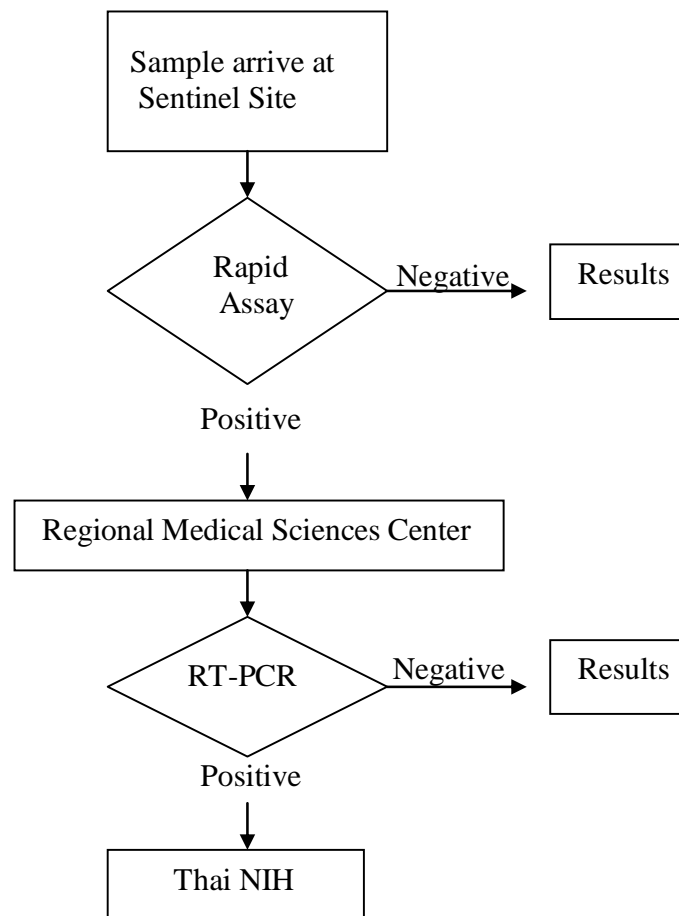 Sample arrive at
Sentinel Site
Rapid
Assay
Negative
Results
Positive
Regional Medical Sciences Center
RT-PCR
Negative
Results
Positive
Thai NIH